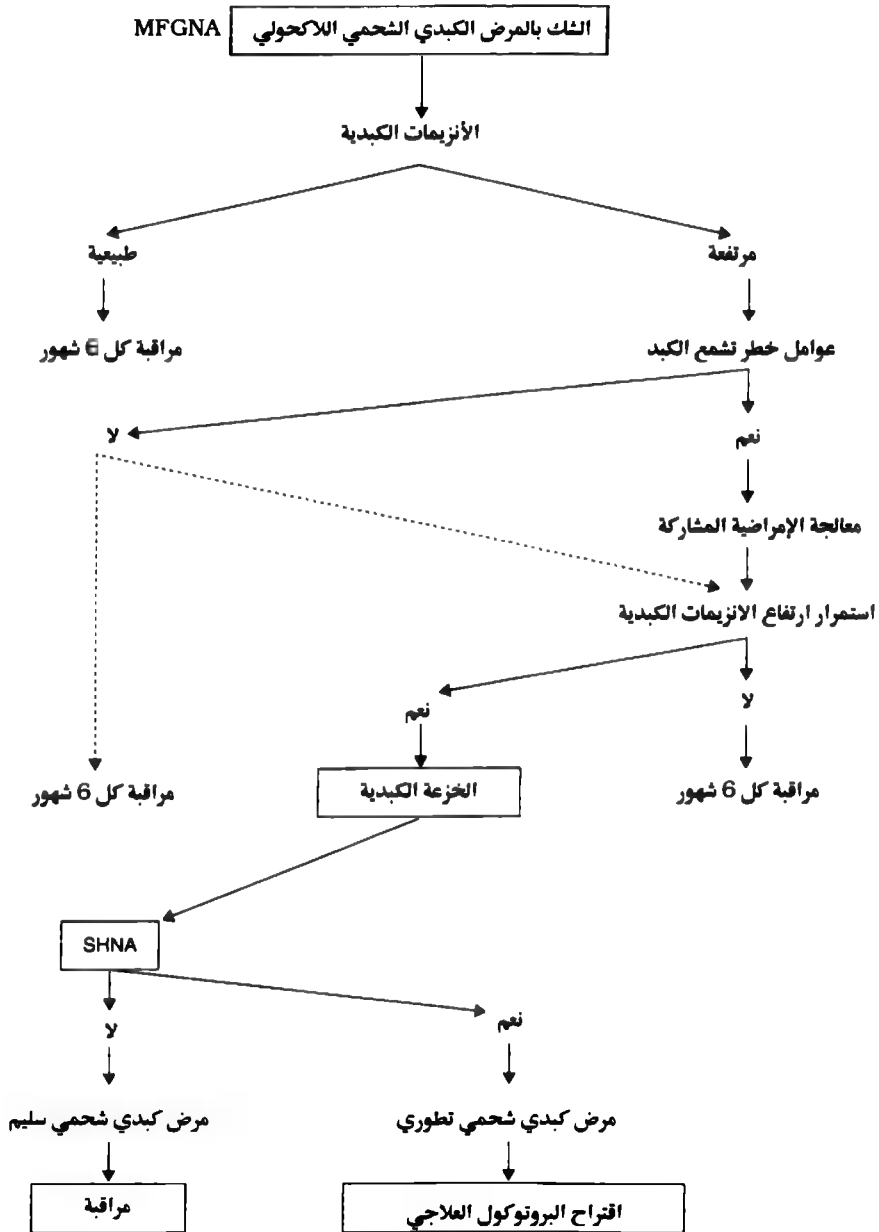 الشك بالمرض الكبدي الشحمي اللاكحولي MFGNA
الأنزيمات الكبدية
مرتفعة
طبيعية
عوامل خطر تشمع الكبد
مراقبة كل 6 شهور
نعم
لا
معالجة الإمراضية المشاركة
استمرار ارتفاع الانزيمات الكبدية
لا
نعم
مراقبة كل 6 شهور
الخزعة الكبدية
مراقبة كل 6 شهور
SHNA
نعم
لا
مرض كبدي شحمي تطوري
مرض كبدي شحمي سليم
اقتراح البروتوكول العلاجي
مراقبة